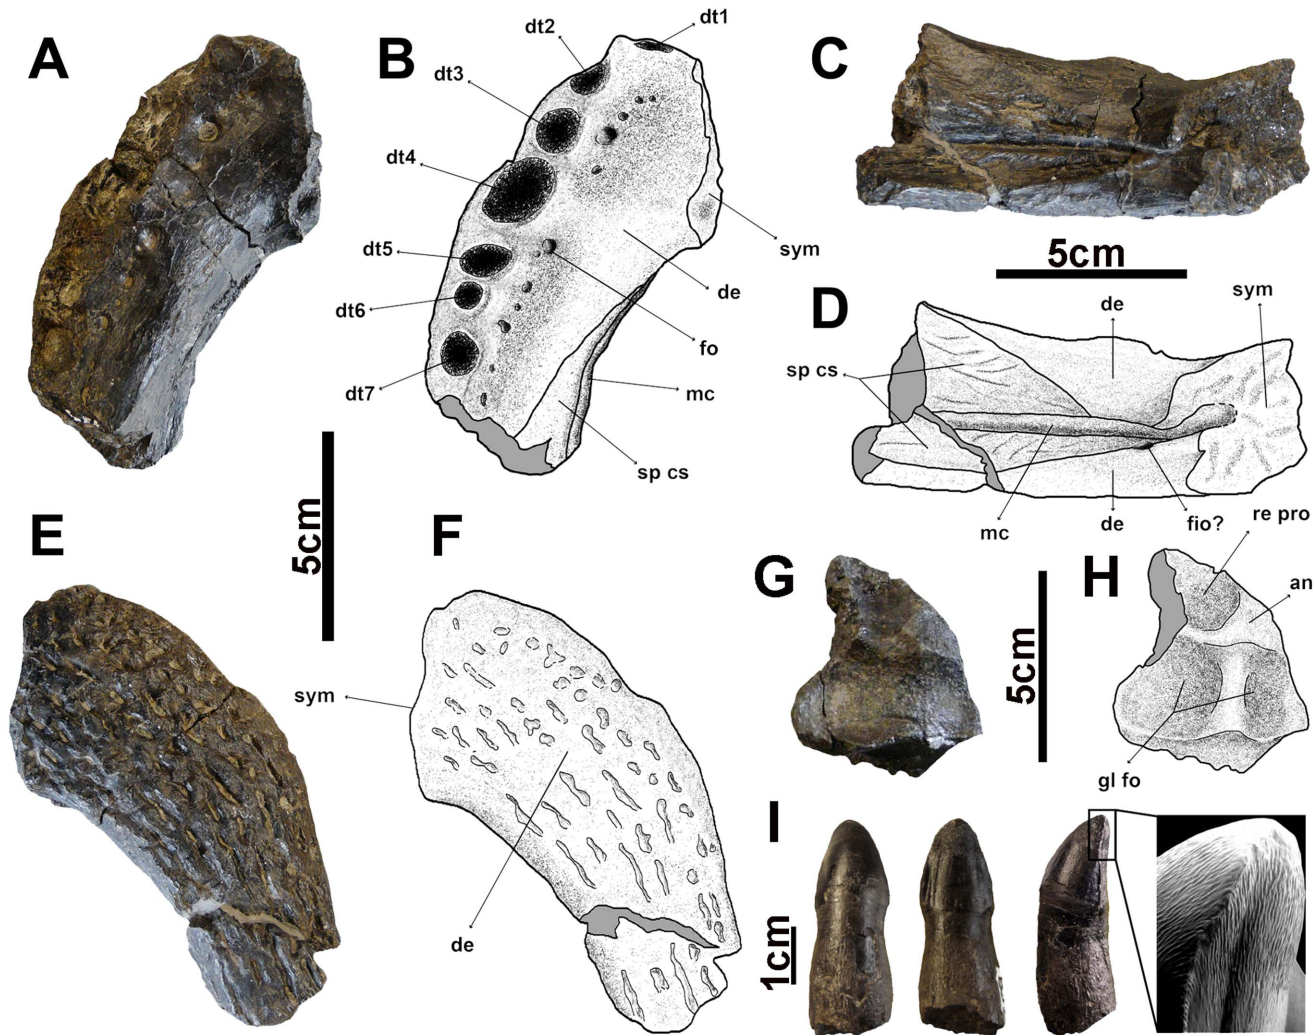 A
B
dt1
dt2
dt3
dt4
dt5
dt6
dt7
sym
de
fo
mc
sp cs
C
5cm
D
de
sym
sp cs
mc
de
fio?
5cm
E
F
sym
de
G
5cm
H
re pro
an
gl fo
I
1cm